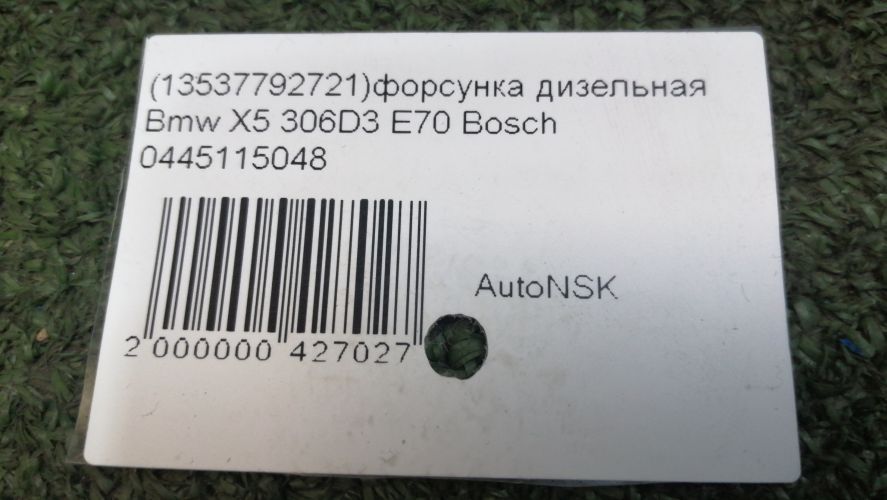 (13537792721)форсунка дизельная
Bmw X5 306D3 E70 Bosch
0445115048
AutoNSK
2 000000 427027